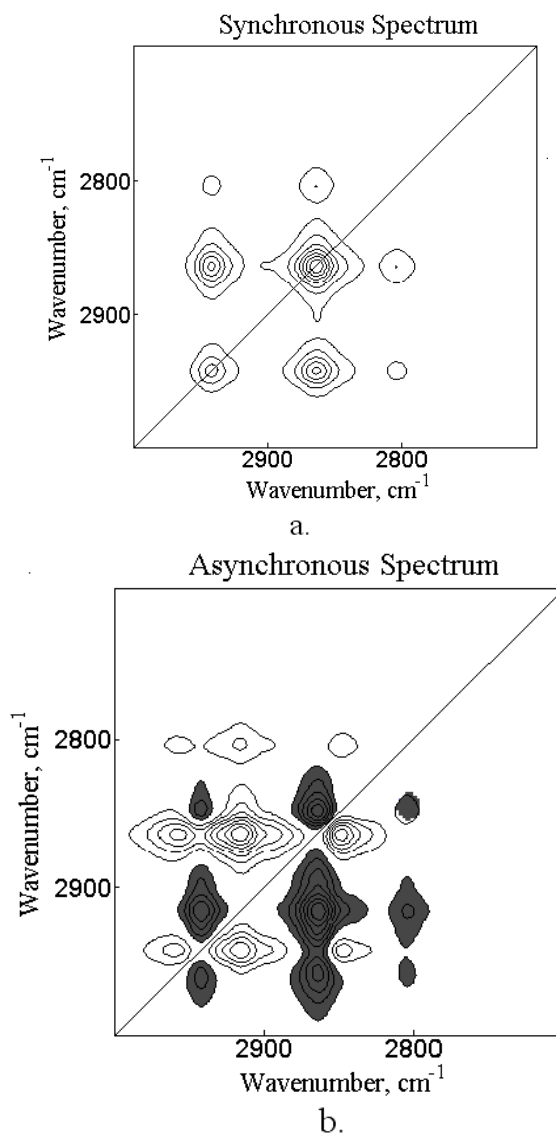 Synchronous Spectrum
Wavenumber, cm⁻¹
2800
2900
2900 2800
Wavenumber, cm⁻¹
a.
Asynchronous Spectrum
Wavenumber, cm⁻¹
2800
2900
2900 2800
Wavenumber, cm⁻¹
b.